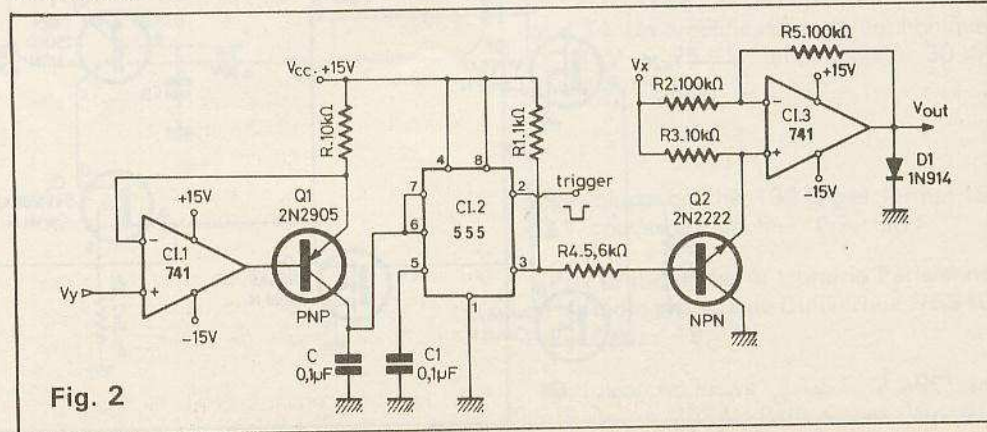 Vcc. +15V
R.10kΩ
Q1
2N2905
PNP
+15V
−
CI.1
741
+
−15V
Vy
C
0,1µF
C1
0,1µF
4
8
7
6
5
2
3
1
CI.2
555
R1.1kΩ
trigger
R4.5,6kΩ
Q2
2N2222
NPN
Vx
R2.100kΩ
R3.10kΩ
R5.100kΩ
+15V
−
CI.3
741
+
−15V
Vout
D1
1N914
Fig. 2